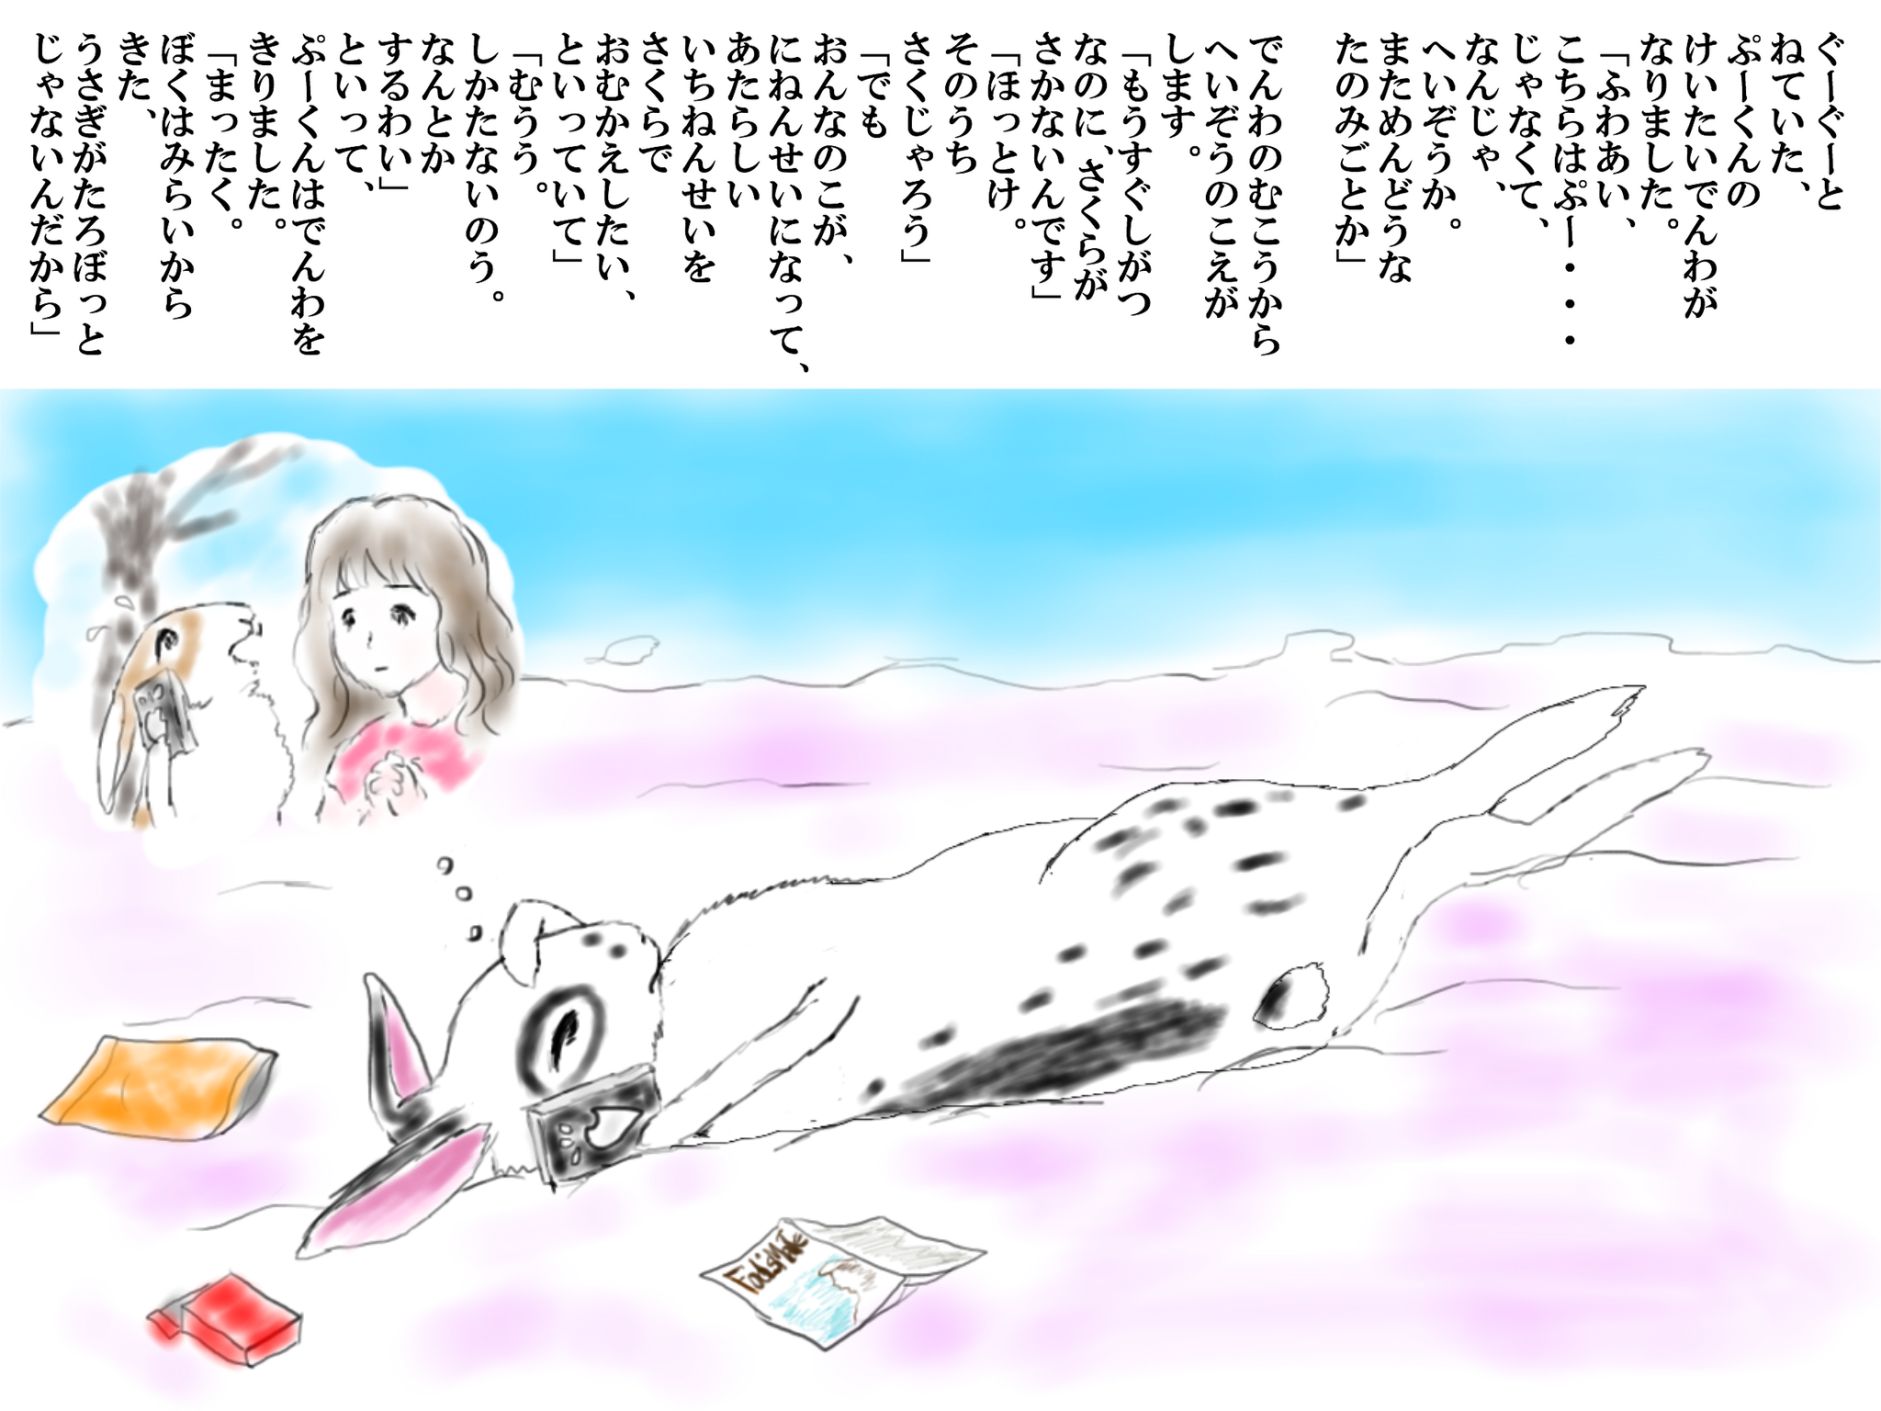 ぐーぐーと
ねていた、
ぷーくんの
けいたいでんわが
なりました。
「ふわあい、
こちらはぷー・・・
じゃなくて、
なんじゃ、
へいぞうか。
まためんどうな
たのみごとか」
でんわのむこうから
へいぞうのこえが
します。
「もうすぐしがつ
なのに、さくらが
さかないんです」
「ほっとけ。
そのうち
さくじゃろう」
「でも
おんなのこが、
にねんせいになって、
あたらしい
いちねんせいを
さくらで
おむかえしたい、
といっていて」
「むうう。
しかたないのう。
なんとか
するわい」
といって、
ぷーくんはでんわを
きりました。
「まったく。
ぼくはみらいから
きた、
うさぎがたろぼっと
じゃないんだから」